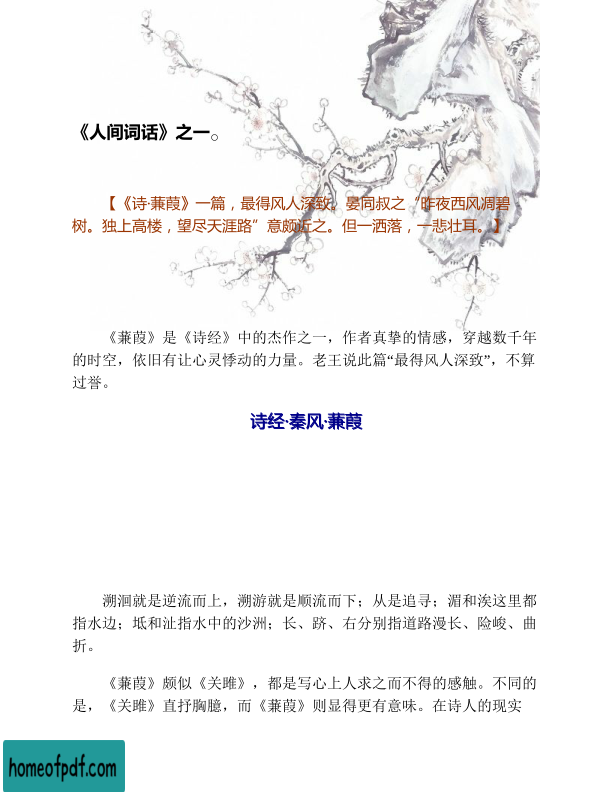 《人间词话》之一。
【《诗·蒹葭》一篇，最得风人深致。晏同叔之“昨夜西风凋碧
树。独上高楼，望尽天涯路”意颇近之。但一洒落，一悲壮耳。】
《蒹葭》是《诗经》中的杰作之一，作者真挚的情感，穿越数千年
的时空，依旧有让心灵悸动的力量。老王说此篇“最得风人深致”，不算
过誉。
诗经·秦风·蒹葭
溯洄就是逆流而上，溯游就是顺流而下；从是追寻；湄和涘这里都
指水边；坻和沚指水中的沙洲；长、跻、右分别指道路漫长、险峻、曲
折。
《蒹葭》颇似《关雎》，都是写心上人求之而不得的感触。不同的
是，《关雎》直抒胸臆，而《蒹葭》则显得更有意味。在诗人的现实
homeofpdf.com